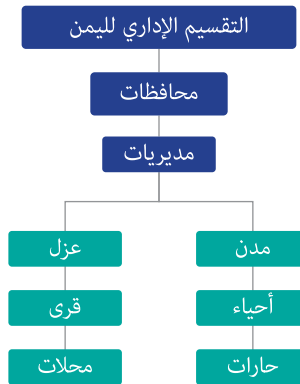 التقسيم الإداري لليمن
محافظات
مديريات
مدن
عزل
أحياء
قرى
حارات
محلات